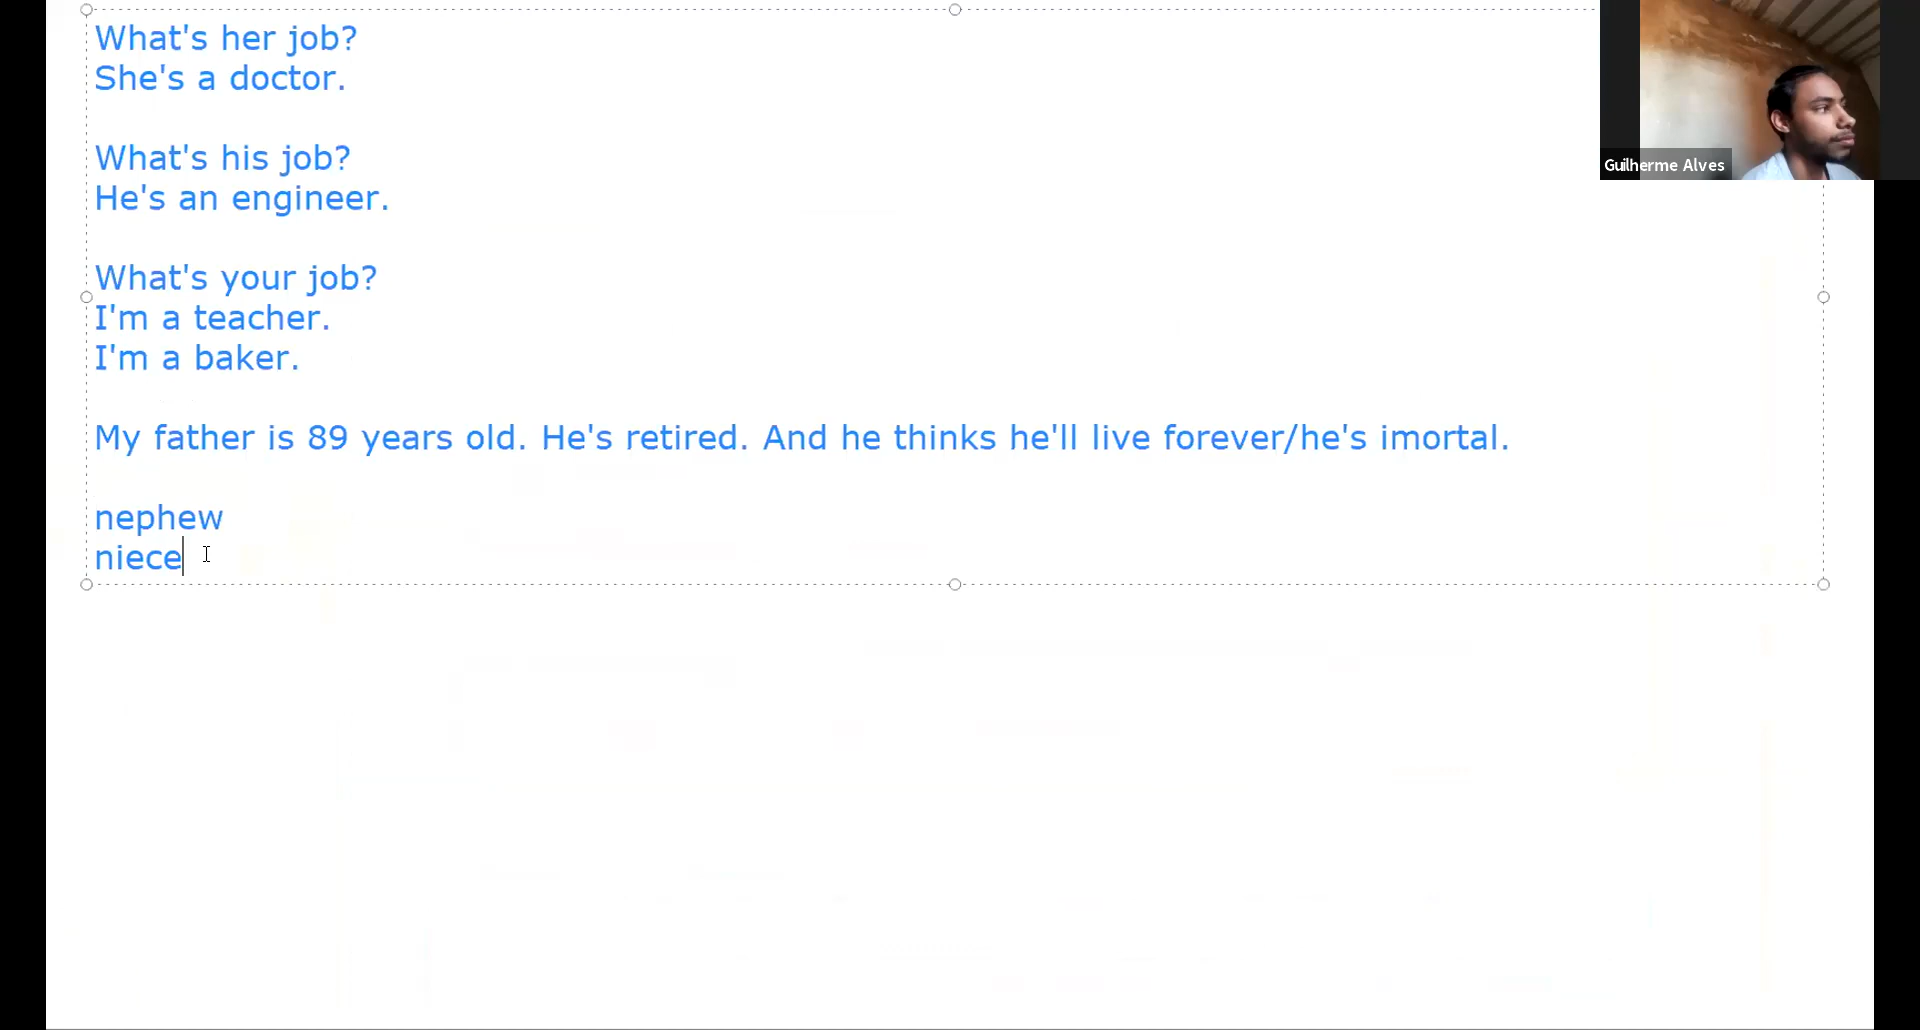 What's her job?
She's a doctor.
What's his job?
He's an engineer.
What's your job?
I'm a teacher.
I'm a baker.
My father is 89 years old. He's retired. And he thinks he'll live forever/he's imortal.
nephew
niece
Guilherme Alves